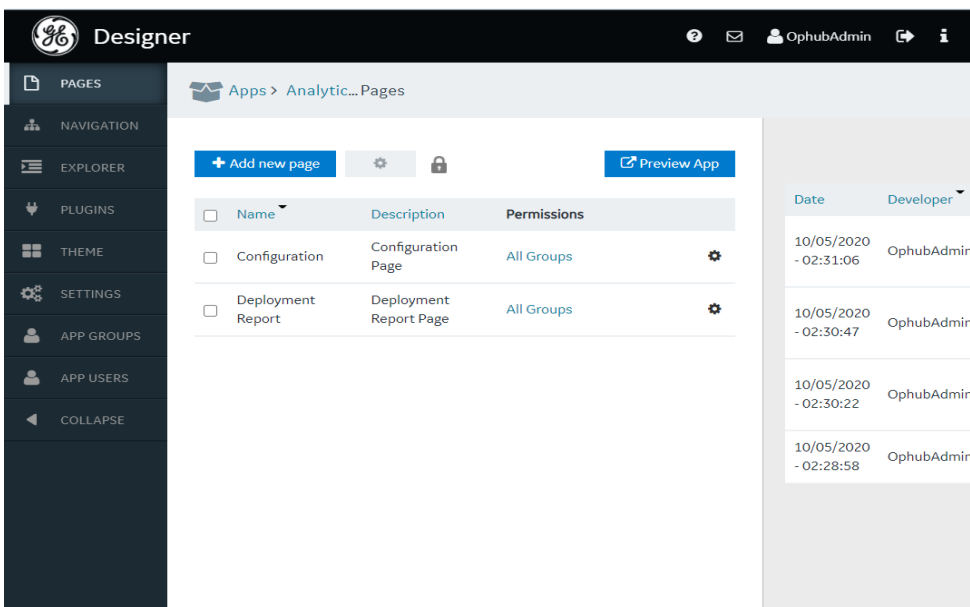 GE
Designer
OphubAdmin
PAGES
NAVIGATION
EXPLORER
PLUGINS
THEME
SETTINGS
APP GROUPS
APP USERS
COLLAPSE
Apps > Analytic... Pages
Add new page
Preview App
Name Description Permissions
Configuration Configuration
Page All Groups
Deployment
Report Deployment
Report Page All Groups
Date Developer
10/05/2020
- 02:31:06 OphubAdmin
10/05/2020
- 02:30:47 OphubAdmin
10/05/2020
- 02:30:22 OphubAdmin
10/05/2020
- 02:28:58 OphubAdmin